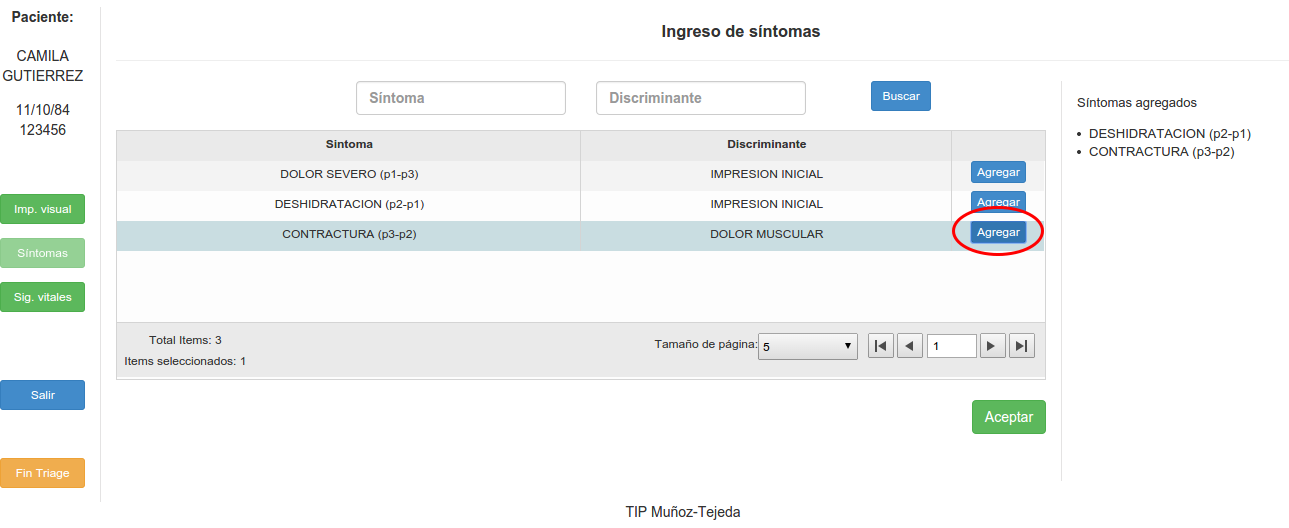 Paciente:
CAMILA
GUTIERREZ
11/10/84
123456
Imp. visual
Síntomas
Sig. vitales
Salir
Fin Triage
Ingreso de síntomas
Síntoma
Discriminante
Buscar
Síntoma Discriminante
DOLOR SEVERO (p1-p3) IMPRESION INICIAL Agregar
DESHIDRATACION (p2-p1) IMPRESION INICIAL Agregar
CONTRACTURA (p3-p2) DOLOR MUSCULAR Agregar
Total Items: 3
Items seleccionados: 1
Tamaño de página: 5 1
Aceptar
Síntomas agregados
• DESHIDRATACION (p2-p1)
• CONTRACTURA (p3-p2)
TIP Muñoz-Tejeda